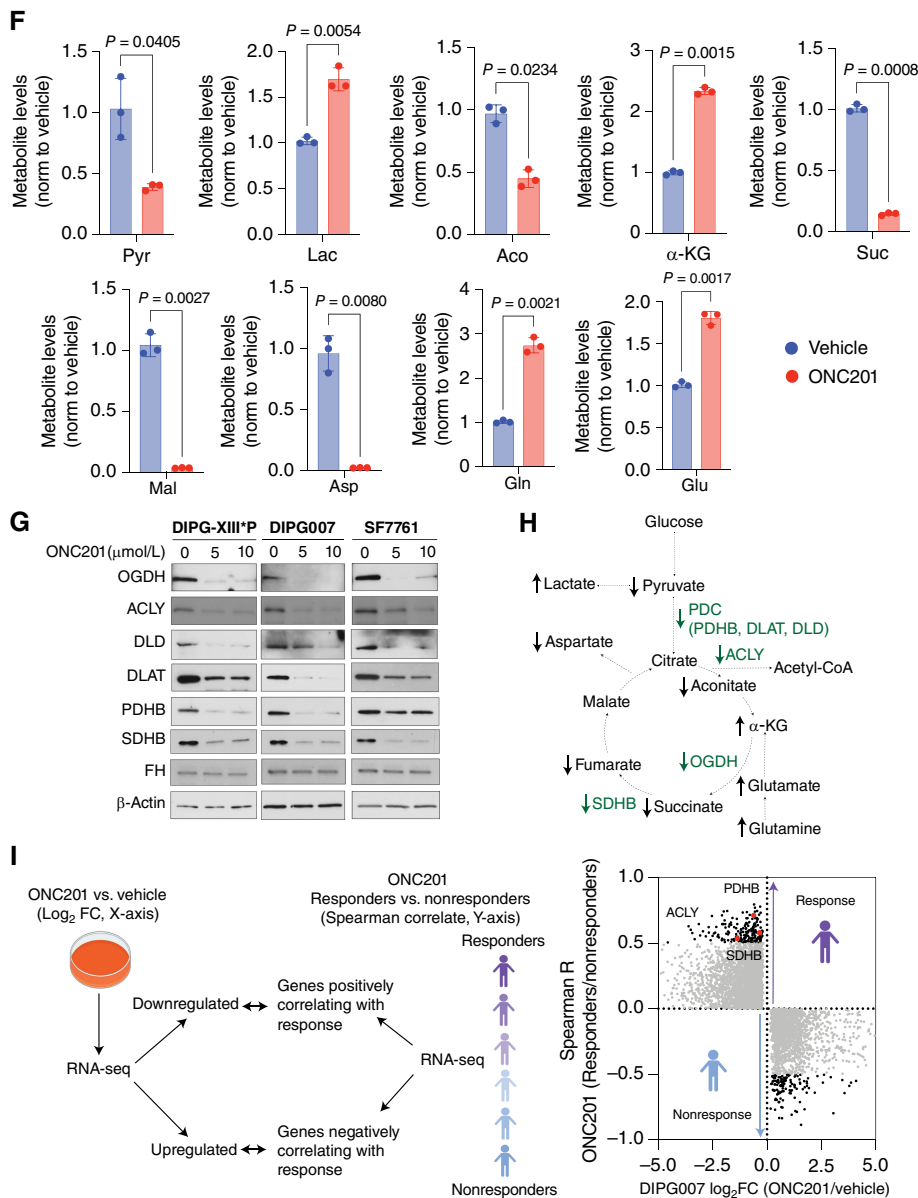 F
P = 0.0405
Metabolite levels
(norm to vehicle)
1.5
1.0
0.5
0.0
Pyr
P = 0.0054
Metabolite levels
(norm to vehicle)
2.0
1.5
1.0
0.5
0.0
Lac
P = 0.0234
Metabolite levels
(norm to vehicle)
1.5
1.0
0.5
0.0
Aco
P = 0.0015
Metabolite levels
(norm to vehicle)
3
2
1
0
α-KG
P = 0.0008
Metabolite levels
(norm to vehicle)
1.5
1.0
0.5
0
Suc
P = 0.0027
Metabolite levels
(norm to vehicle)
1.5
1.0
0.5
0.0
Mal
P = 0.0080
Metabolite levels
(norm to vehicle)
1.5
1.0
0.5
0.0
Asp
P = 0.0021
Metabolite levels
(norm to vehicle)
4
3
2
1
0
Gln
P = 0.0017
Metabolite levels
(norm to vehicle)
2.0
1.5
1.0
0.5
0.0
Glu
Vehicle
ONC201
G
DIPG-XIII*P DIPG007 SF7761
ONC201(μmol/L) 0 5 10 0 5 10 0 5 10
OGDH
ACLY
DLD
DLAT
PDHB
SDHB
FH
β-Actin
H
Glucose
Lactate Pyruvate
PDC
(PDHB, DLAT, DLD)
Aspartate
ACLY
Citrate
Acetyl-CoA
Aconitate
Malate
α-KG
OGDH
Fumarate
Glutamate
SDHB Succinate
Glutamine
I
ONC201 vs. vehicle
(Log₂ FC, X-axis)
ONC201
Responders vs. nonresponders
(Spearman correlate, Y-axis)
Responders
Downregulated
Genes positively
correlating with
response
RNA-seq
RNA-seq
Upregulated
Genes negatively
correlating with
response
Nonresponders
ONC201 (Responders/nonresponders)
Spearman R
1.0
0.5
0.0
−0.5
−1.0
PDHB
Response
ACLY
SDHB
Nonresponse
−5.0 −2.5 0.0 2.5 5.0
DIPG007 log₂FC (ONC201/vehicle)